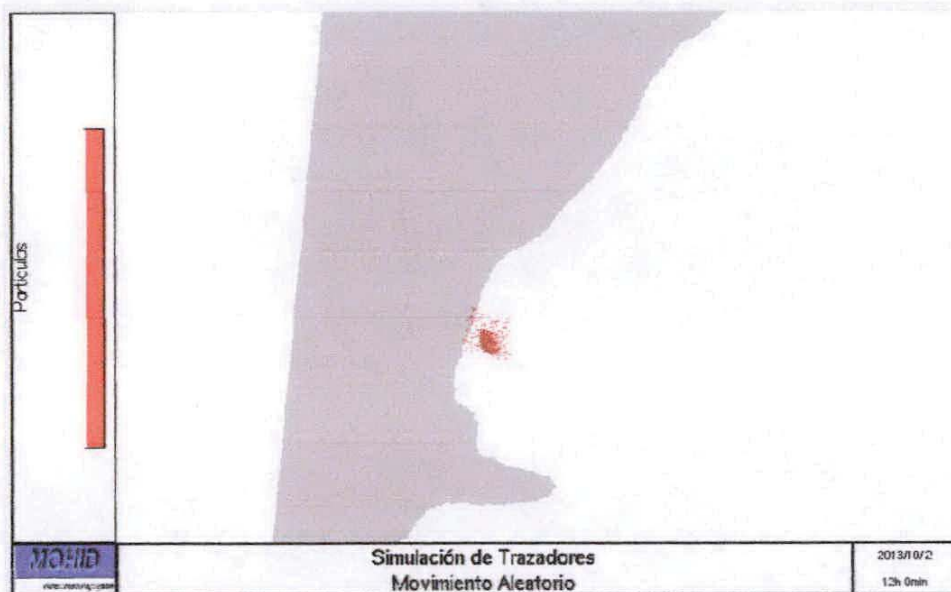 Particulas
MOHID
Simulación de Trazadores
Movimiento Aleatorio
2013/10/2
12h 0min